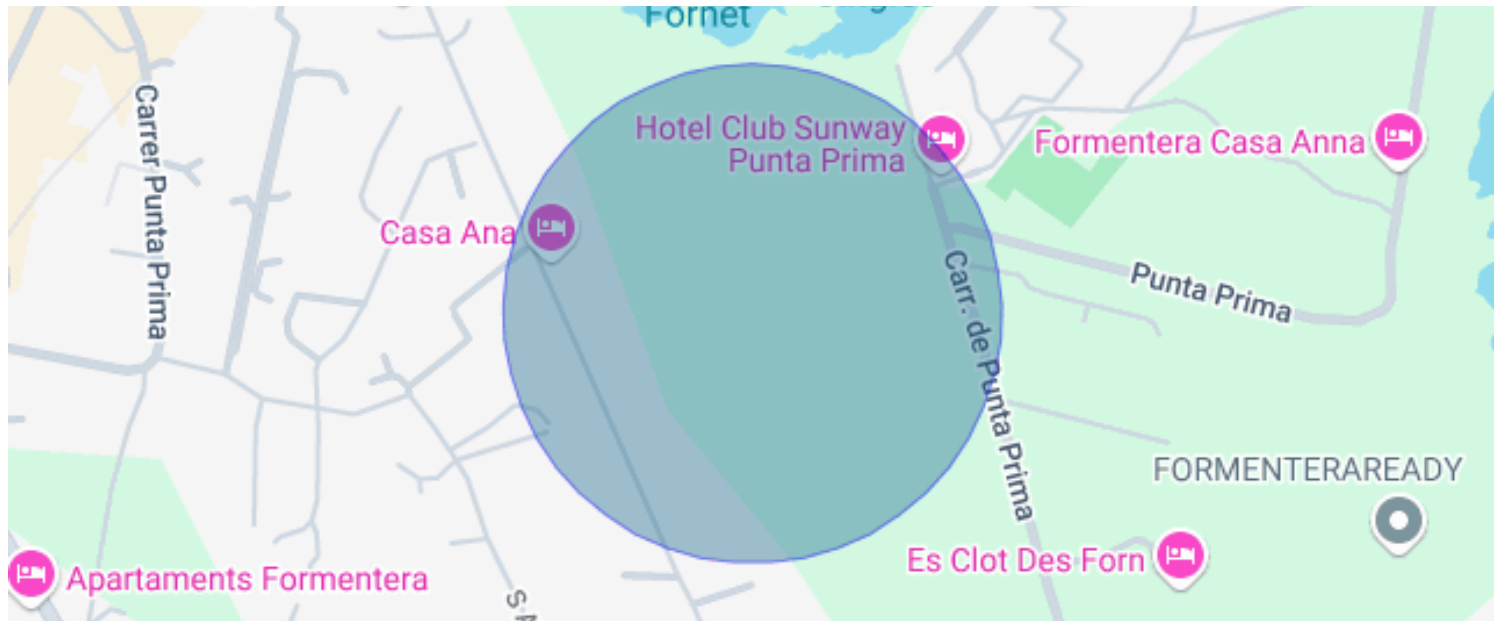 Fornet
Carrer Punta Prima
Hotel Club Sunway
Punta Prima
Formentera Casa Anna
Casa Ana
Carr. de Punta Prima
Punta Prima
FORMENTERAREADY
Es Clot Des Forn
Apartaments Formentera